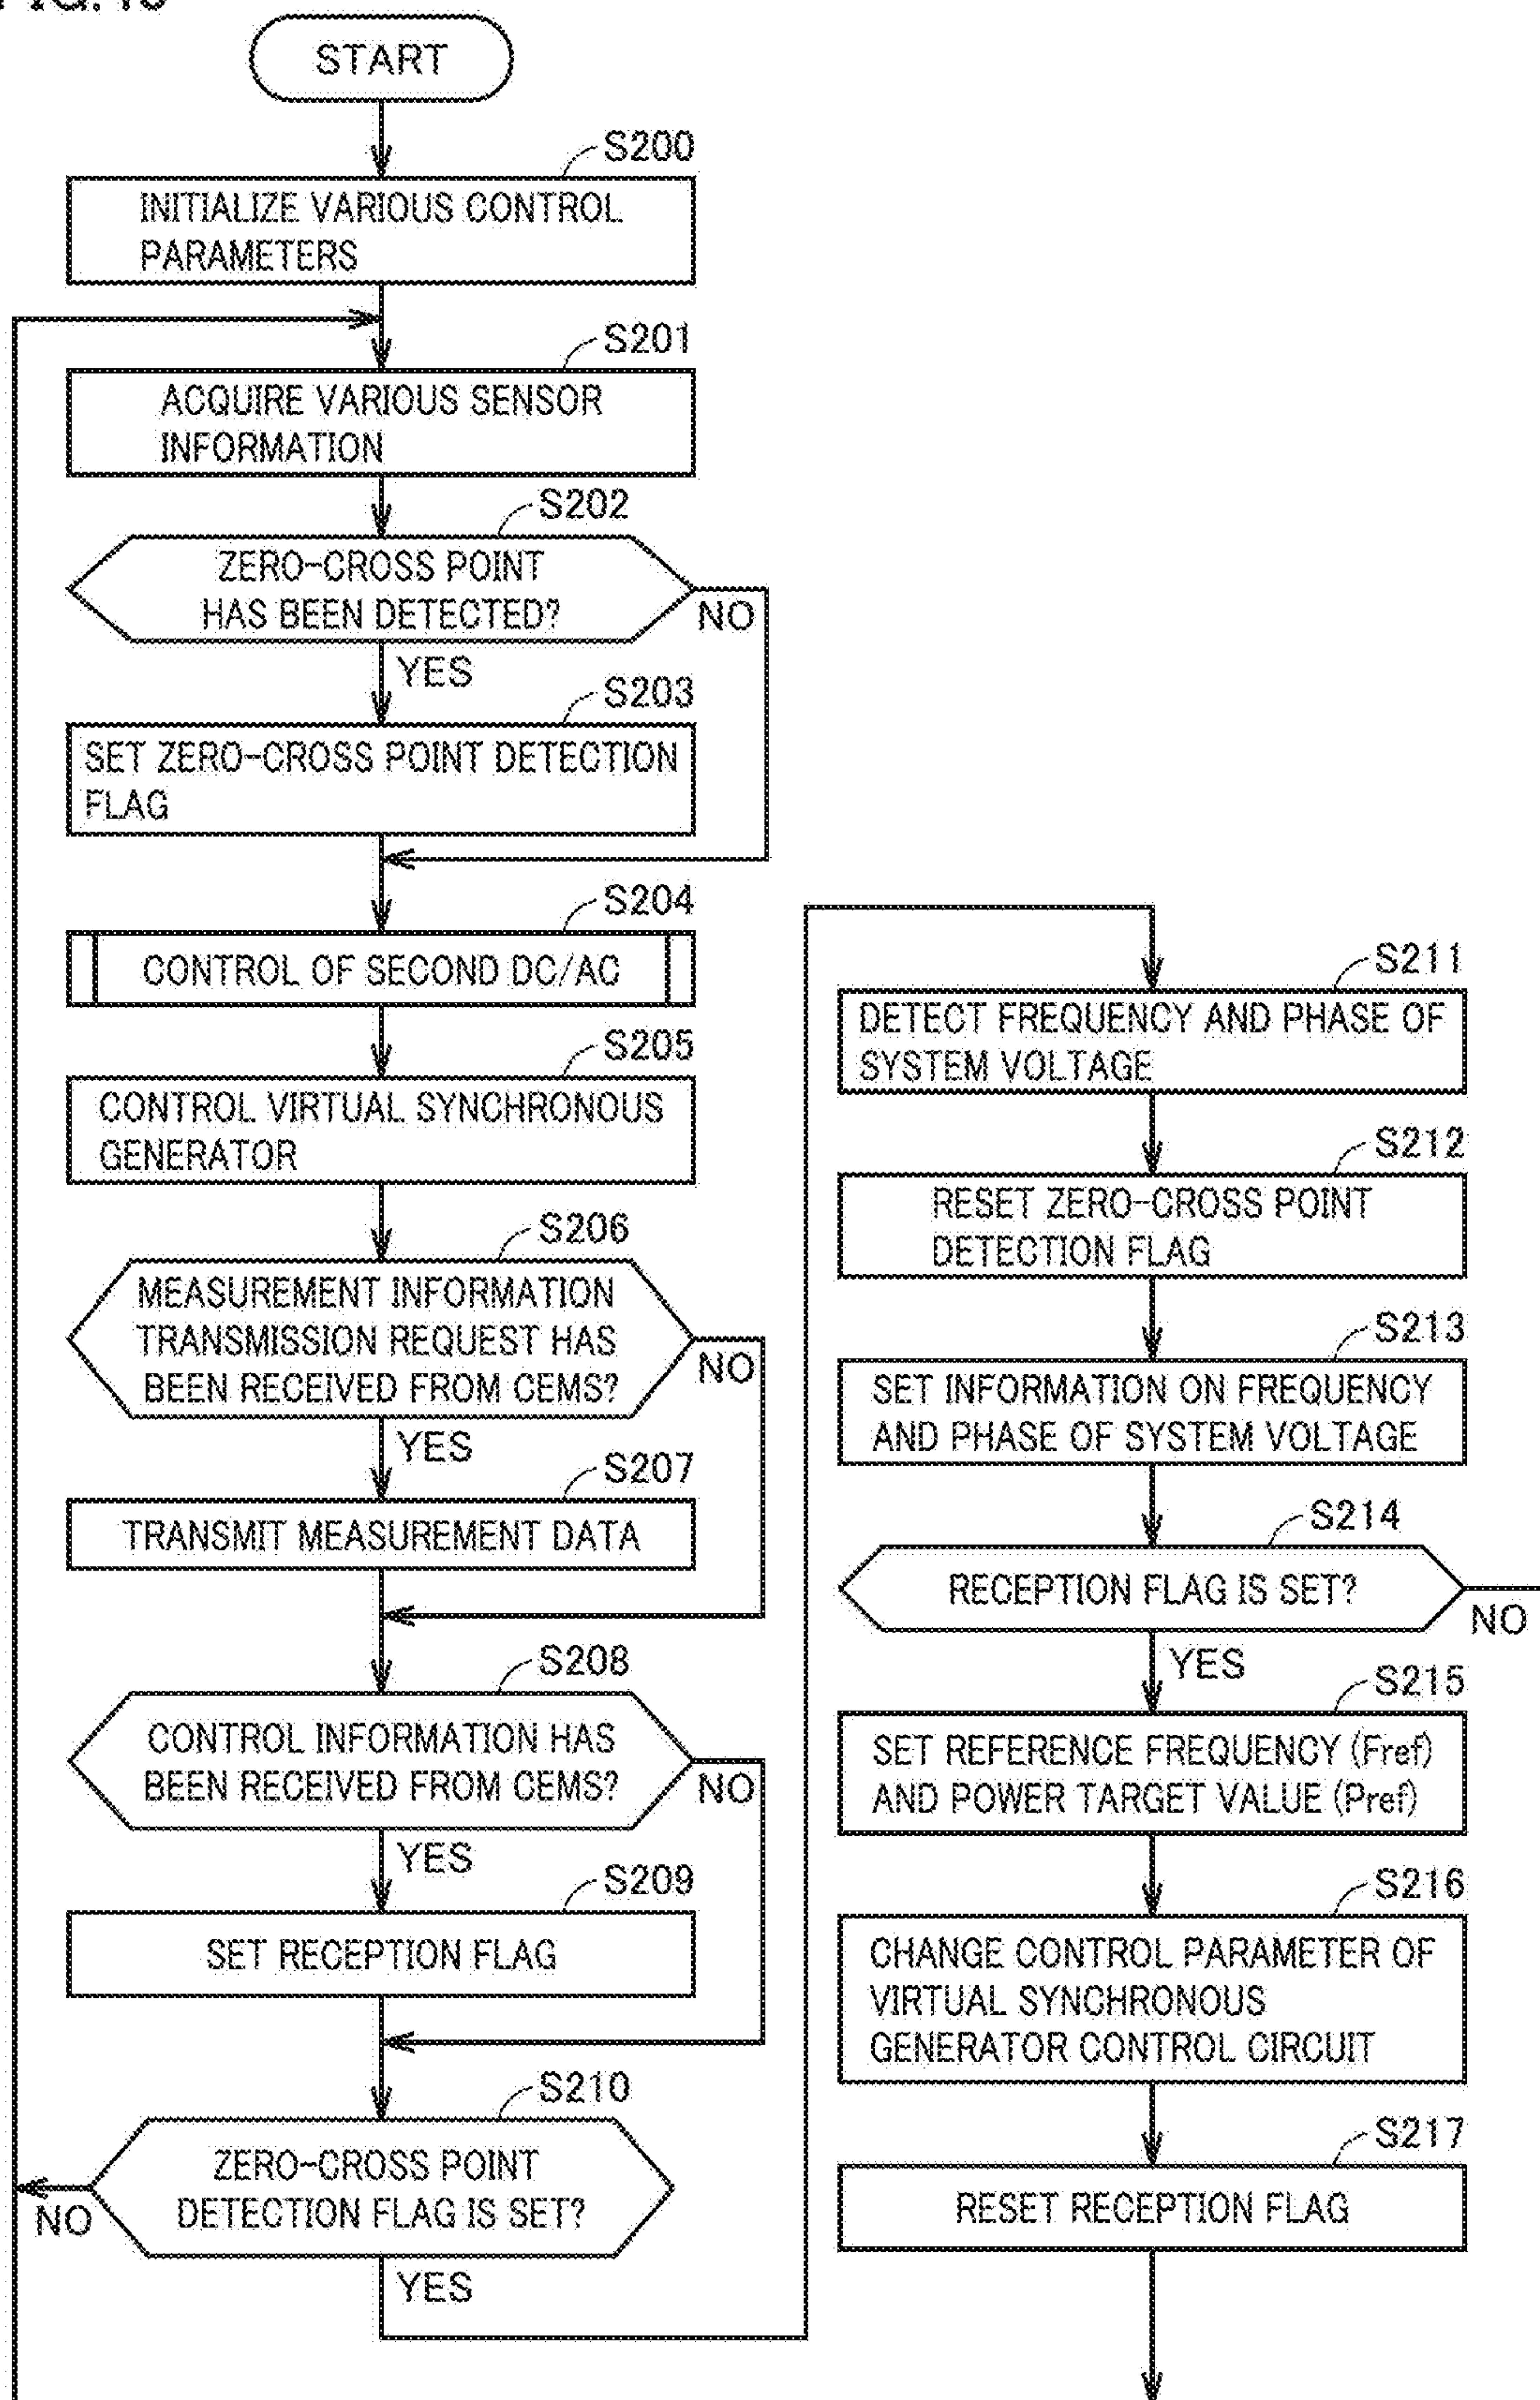 START
S200
INITIALIZE VARIOUS CONTROL
PARAMETERS
S201
ACQUIRE VARIOUS SENSOR
INFORMATION
S202
ZERO-CROSS POINT
HAS BEEN DETECTED?
NO
YES
S203
SET ZERO-CROSS POINT DETECTION
FLAG
S204
CONTROL OF SECOND DC/AC
S205
CONTROL VIRTUAL SYNCHRONOUS
GENERATOR
S206
MEASUREMENT INFORMATION
TRANSMISSION REQUEST HAS
BEEN RECEIVED FROM CEMS?
NO
YES
S207
TRANSMIT MEASUREMENT DATA
S208
CONTROL INFORMATION HAS
BEEN RECEIVED FROM CEMS?
NO
YES
S209
SET RECEPTION FLAG
S210
ZERO-CROSS POINT
DETECTION FLAG IS SET?
NO
YES
S211
DETECT FREQUENCY AND PHASE OF
SYSTEM VOLTAGE
S212
RESET ZERO-CROSS POINT
DETECTION FLAG
S213
SET INFORMATION ON FREQUENCY
AND PHASE OF SYSTEM VOLTAGE
S214
RECEPTION FLAG IS SET?
NO
YES
S215
SET REFERENCE FREQUENCY (Fref)
AND POWER TARGET VALUE (Pref)
S216
CHANGE CONTROL PARAMETER OF
VIRTUAL SYNCHRONOUS
GENERATOR CONTROL CIRCUIT
S217
RESET RECEPTION FLAG